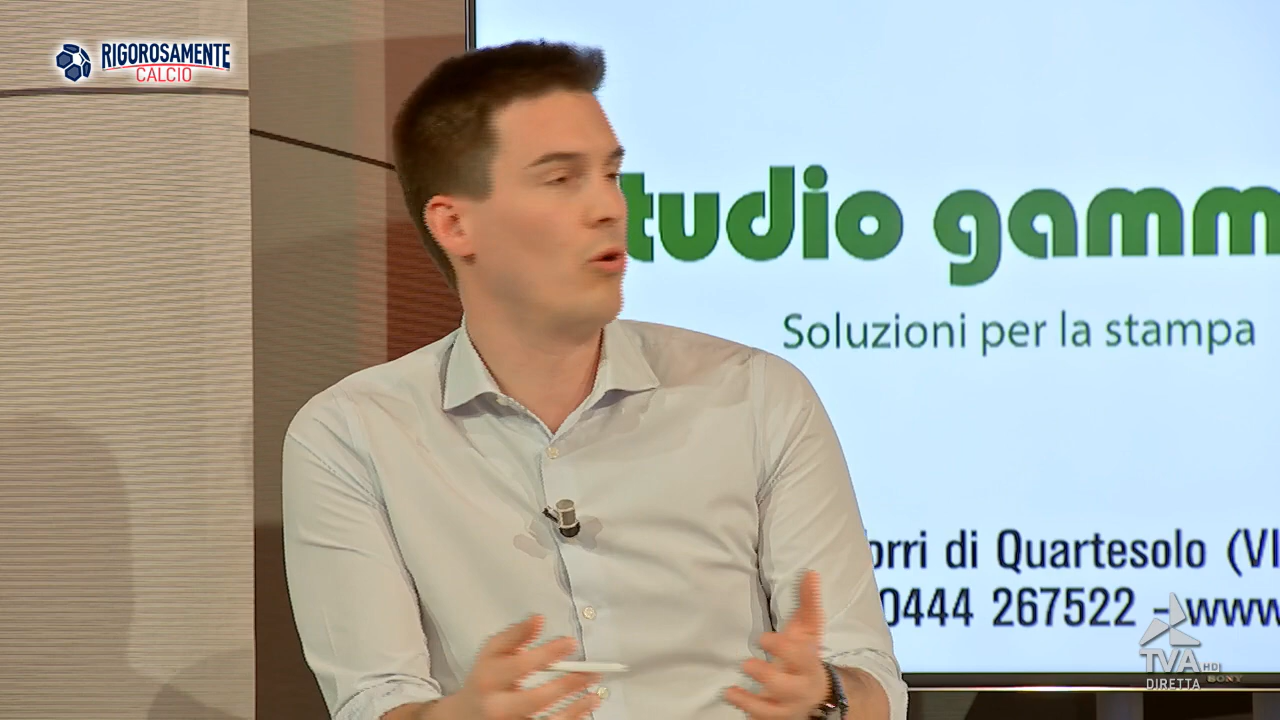 RIGOROSAMENTE
CALCIO
tudio gamm
Soluzioni per la stampa
orri di Quartesolo (VI
0444 267522 - www
TVA HD
SONY
DIRETTA